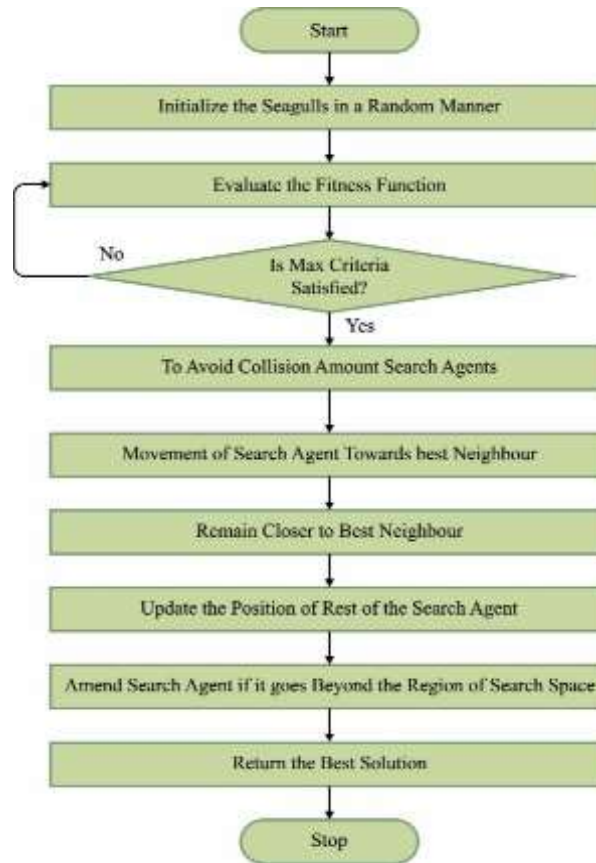 Start
Initialize the Seagulls in a Random Manner
Evaluate the Fitness Function
No
Is Max Criteria
Satisfied?
Yes
To Avoid Collision Amount Search Agents
Movement of Search Agent Towards best Neighbour
Remain Closer to Best Neighbour
Update the Position of Rest of the Search Agent
Amend Search Agent if it goes Beyond the Region of Search Space
Return the Best Solution
Stop